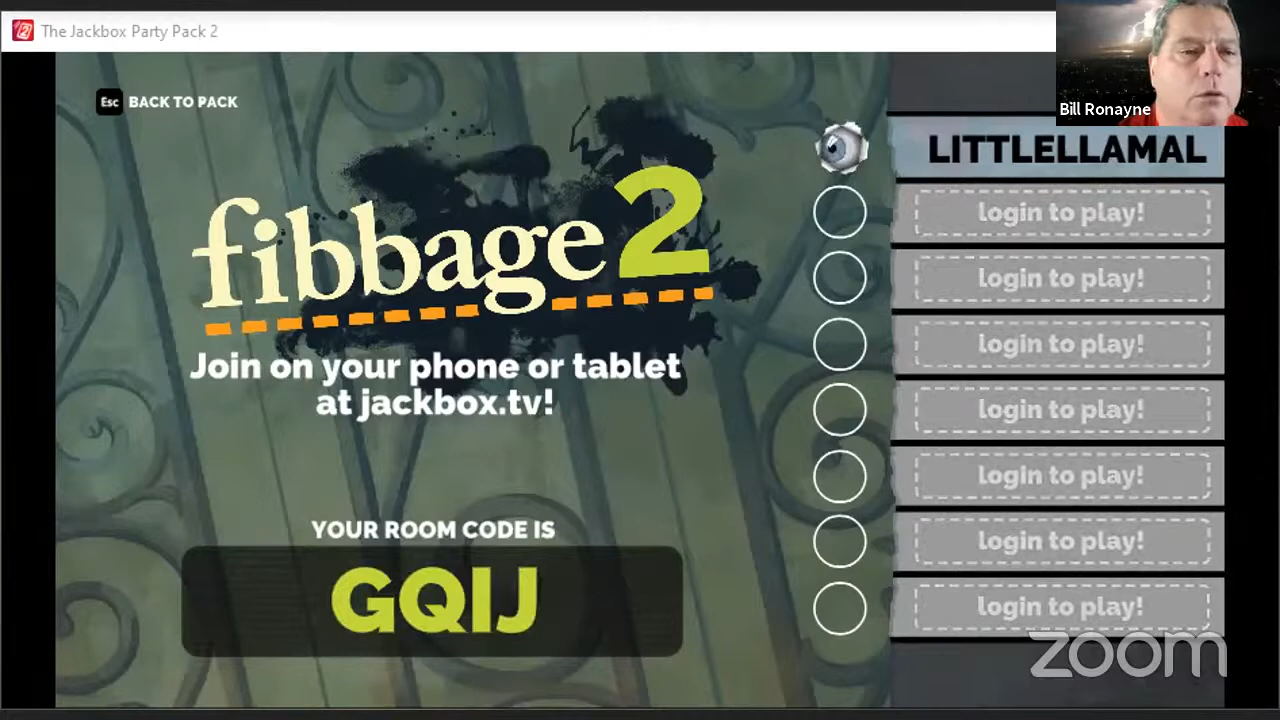 The Jackbox Party Pack 2
Bill Ronayne
Esc BACK TO PACK
LITTLELLAMAL
login to play!
fibbage 2
login to play!
login to play!
Join on your phone or tablet
at jackbox.tv!
login to play!
login to play!
YOUR ROOM CODE IS
login to play!
GQIJ
login to play!
zoom